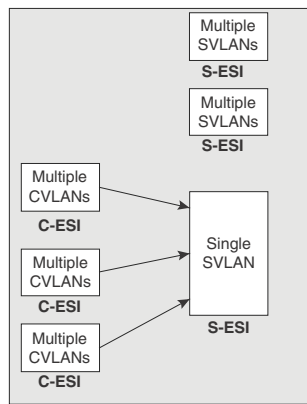 Multiple
SVLANs
S-ESI
Multiple
SVLANs
S-ESI
Multiple
CVLANs
C-ESI
Multiple
CVLANs
C-ESI
Multiple
CVLANs
C-ESI
Single
SVLAN
S-ESI